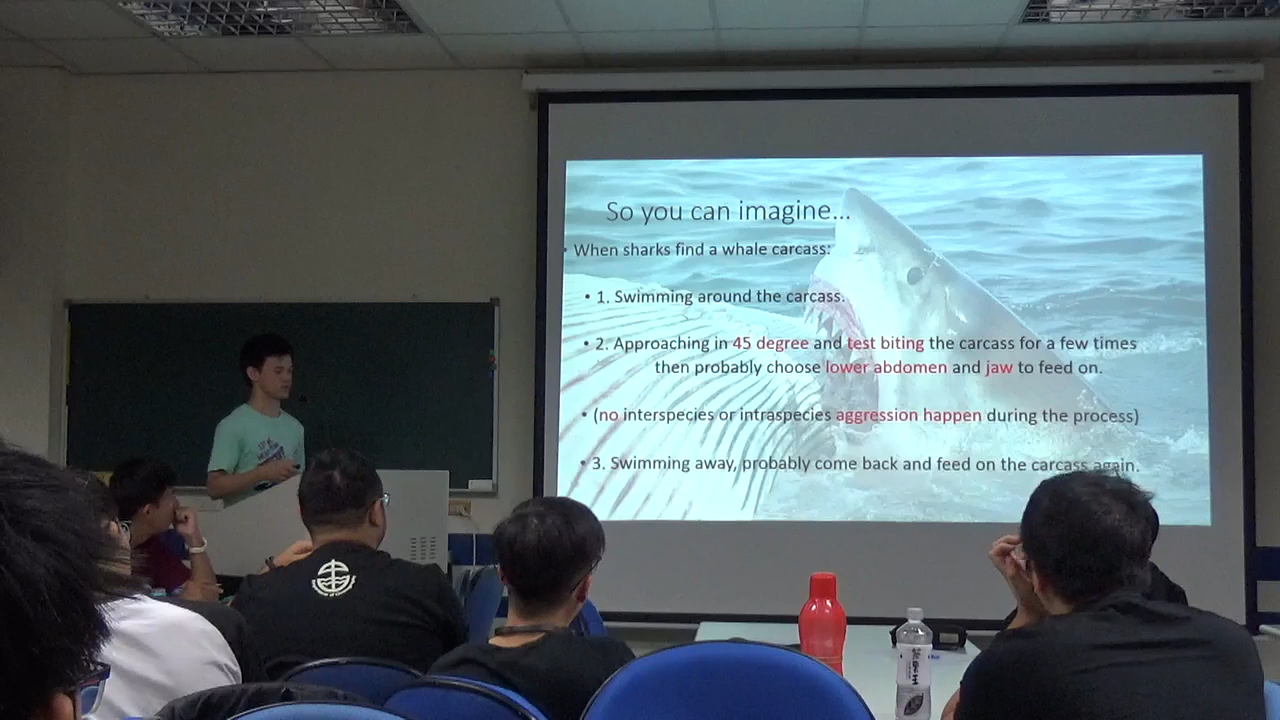 So you can imagine...
• When sharks find a whale carcass:
• 1. Swimming around the carcass.
• 2. Approaching in 45 degree and test biting the carcass for a few times
then probably choose lower abdomen and jaw to feed on.
• (no interspecies or intraspecies aggression happen during the process)
• 3. Swimming away, probably come back and feed on the carcass again.